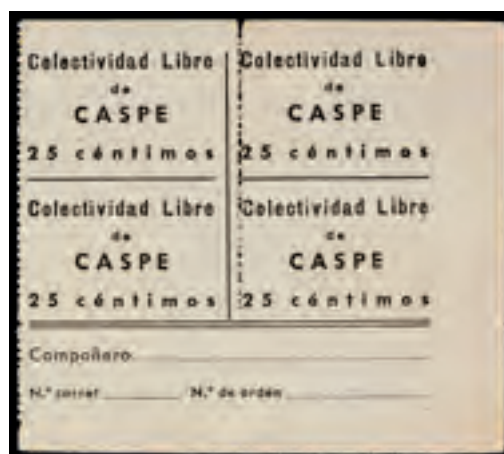 Colectividad Libre
de
CASPE
25 céntimos
Colectividad Libre
de
CASPE
25 céntimos
Colectividad Libre
de
CASPE
25 céntimos
Colectividad Libre
de
CASPE
25 céntimos
Compañero
N.º carnet N.º de orden